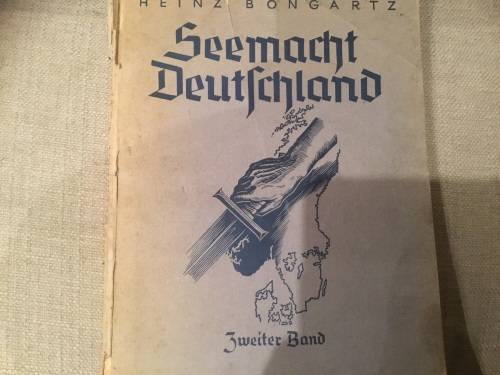 HEINZ BONGARTZ
Seemacht
Deutſchland
Zweiter Band